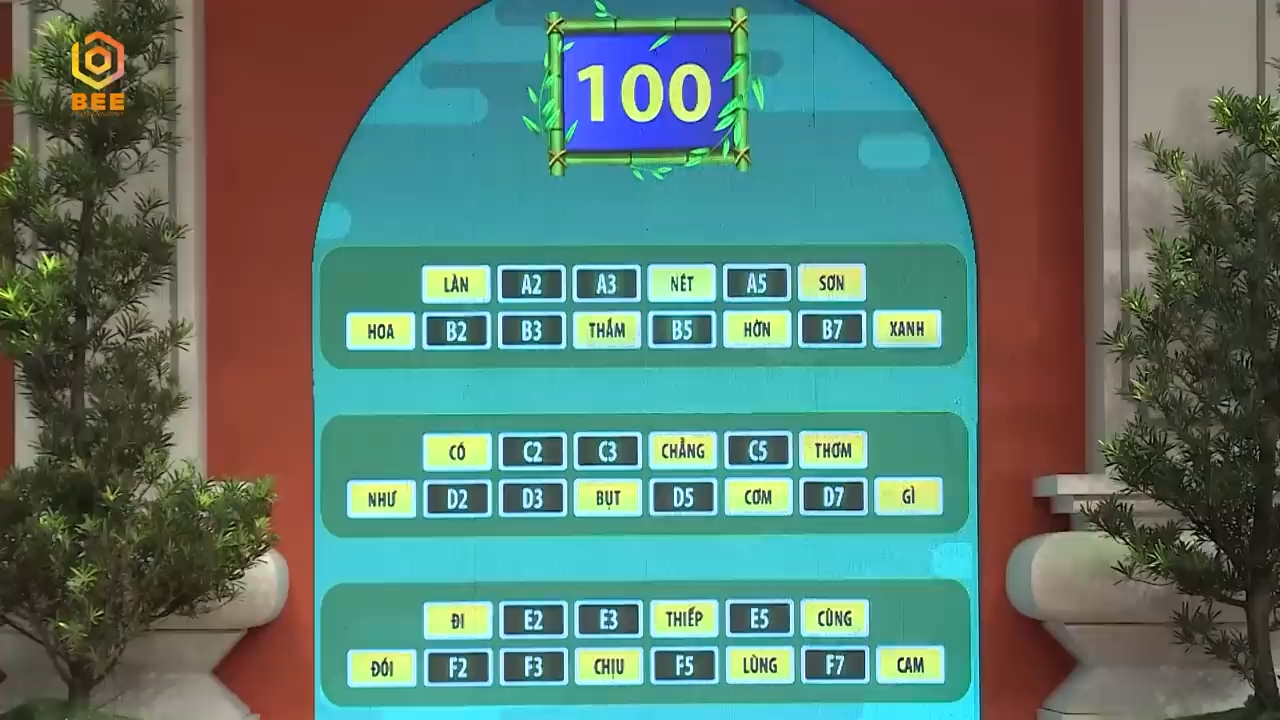 BEE
100
LÀN A2 A3 NÉT A5 SƠN
HOA B2 B3 THẮM B5 HỜN B7 XANH
CÓ C2 C3 CHẲNG C5 THƠM
NHƯ D2 D3 BỤT D5 CƠM D7 GÌ
ĐI E2 E3 THIẾP E5 CÙNG
ĐÓI F2 F3 CHỊU F5 LÙNG F7 CAM